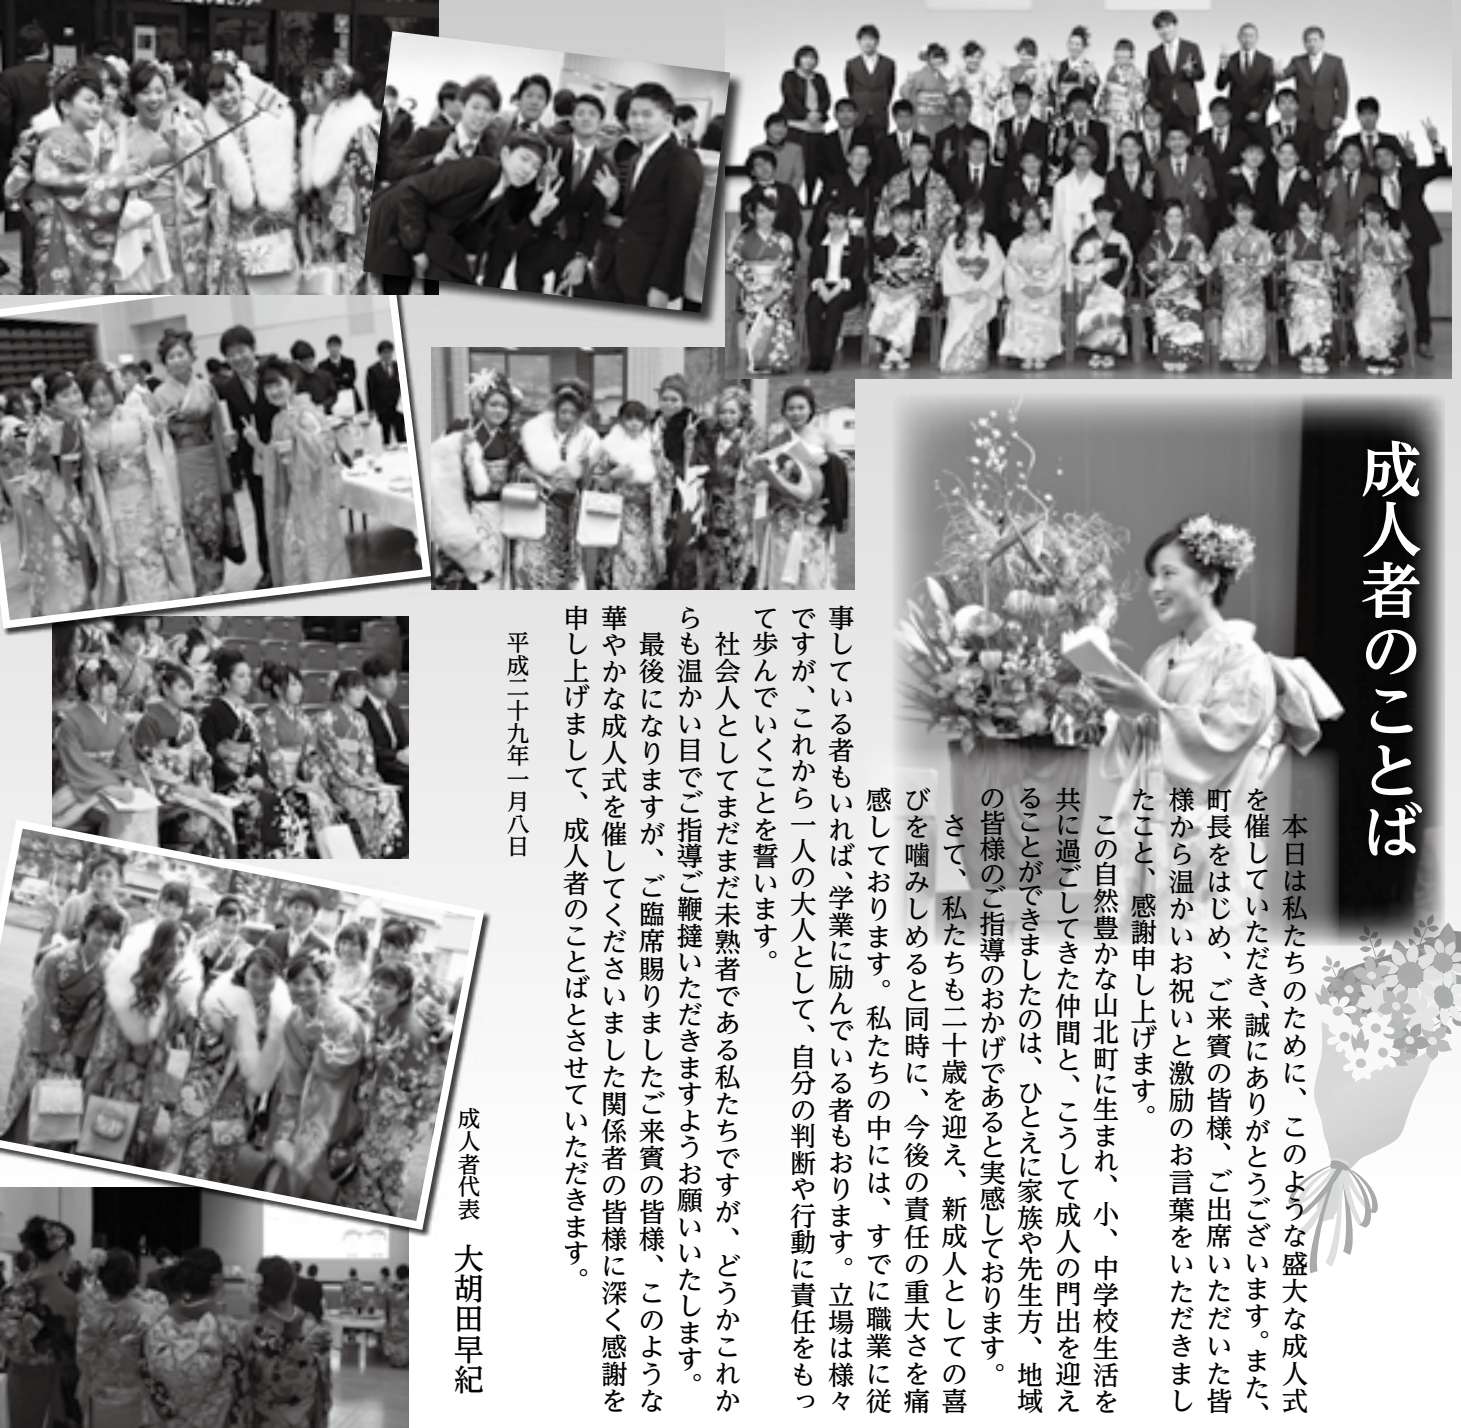 成人者のことば
本日は私たちのために、このような盛大な成人式
を催していただき、誠にありがとうございます。また、
町長をはじめ、ご来賓の皆様、ご出席いただいた皆
様から温かいお祝いと激励のお言葉をいただきまし
たこと、感謝申し上げます。
この自然豊かな山北町に生まれ、小、中学校生活を
共に過ごしてきた仲間と、こうして成人の門出を迎え
ることができましたのは、ひとえに家族や先生方、地域
の皆様のご指導のおかげであると実感しております。
さて、私たちも二十歳を迎え、新成人としての喜
びを噛みしめると同時に、今後の責任の重大さを痛
感しております。私たちの中には、すでに職業に従
事している者もいれば、学業に励んでいる者もおります。立場は様々
ですが、これから一人の大人として、自分の判断や行動に責任をもっ
て歩んでいくことを誓います。
社会人としてまだまだ未熟者である私たちですが、どうかこれか
らも温かい目でご指導ご鞭撻いただきますようお願いいたします。
最後になりますが、ご臨席賜りましたご来賓の皆様、このような
華やかな成人式を催してくださいました関係者の皆様に深く感謝を
申し上げまして、成人者のことばとさせていただきます。
平成二十九年一月八日
成人者代表 大胡田早紀